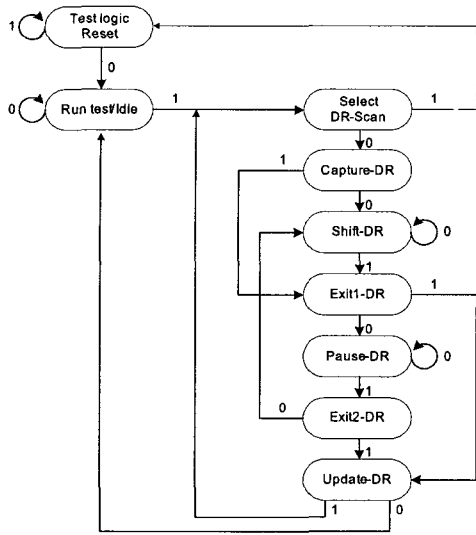 Test logic
Reset
1
0
Run test/Idle
0
1
Select
DR-Scan
1
0
1
Capture-DR
0
Shift-DR
0
1
Exit1-DR
1
0
Pause-DR
0
1
0
Exit2-DR
1
Update-DR
1
0